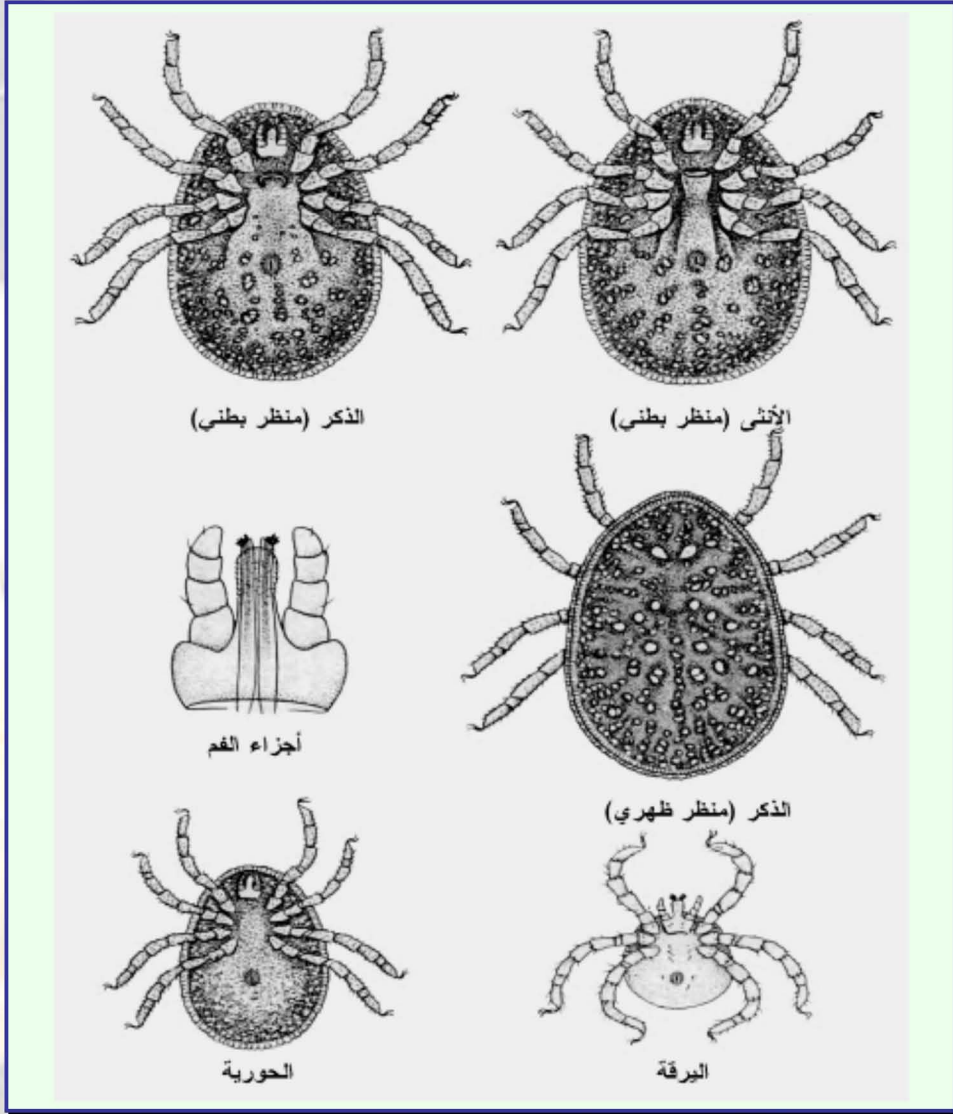 الأنثى (منظر بطني)
الذكر (منظر بطني)
الذكر (منظر ظهري)
أجزاء الفم
اليرقة
الحورية